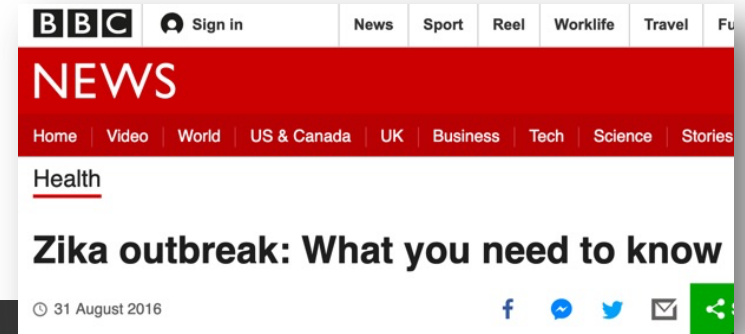 BBC Sign in News Sport Reel Worklife Travel
NEWS
Home Video World US & Canada UK Business Tech Science Stories
Health
Zika outbreak: What you need to know
31 August 2016